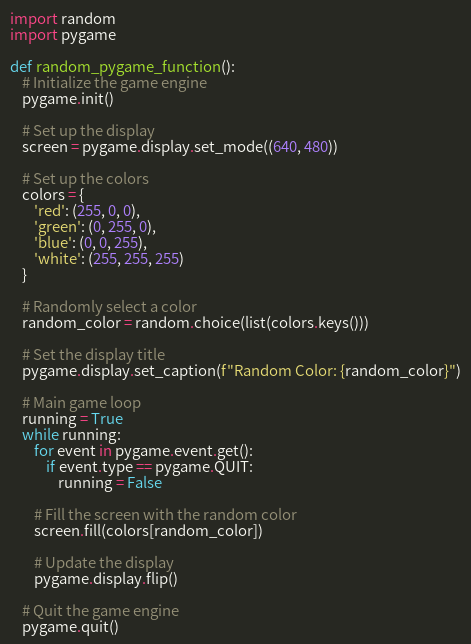 import random
import pygame

def random_pygame_function():
    # Initialize the game engine
    pygame.init()

    # Set up the display
    screen = pygame.display.set_mode((640, 480))

    # Set up the colors
    colors = {
        'red': (255, 0, 0),
        'green': (0, 255, 0),
        'blue': (0, 0, 255),
        'white': (255, 255, 255)
    }

    # Randomly select a color
    random_color = random.choice(list(colors.keys()))

    # Set the display title
    pygame.display.set_caption(f"Random Color: {random_color}")

    # Main game loop
    running = True
    while running:
        for event in pygame.event.get():
            if event.type == pygame.QUIT:
                running = False

        # Fill the screen with the random color
        screen.fill(colors[random_color])

        # Update the display
        pygame.display.flip()

    # Quit the game engine
    pygame.quit()